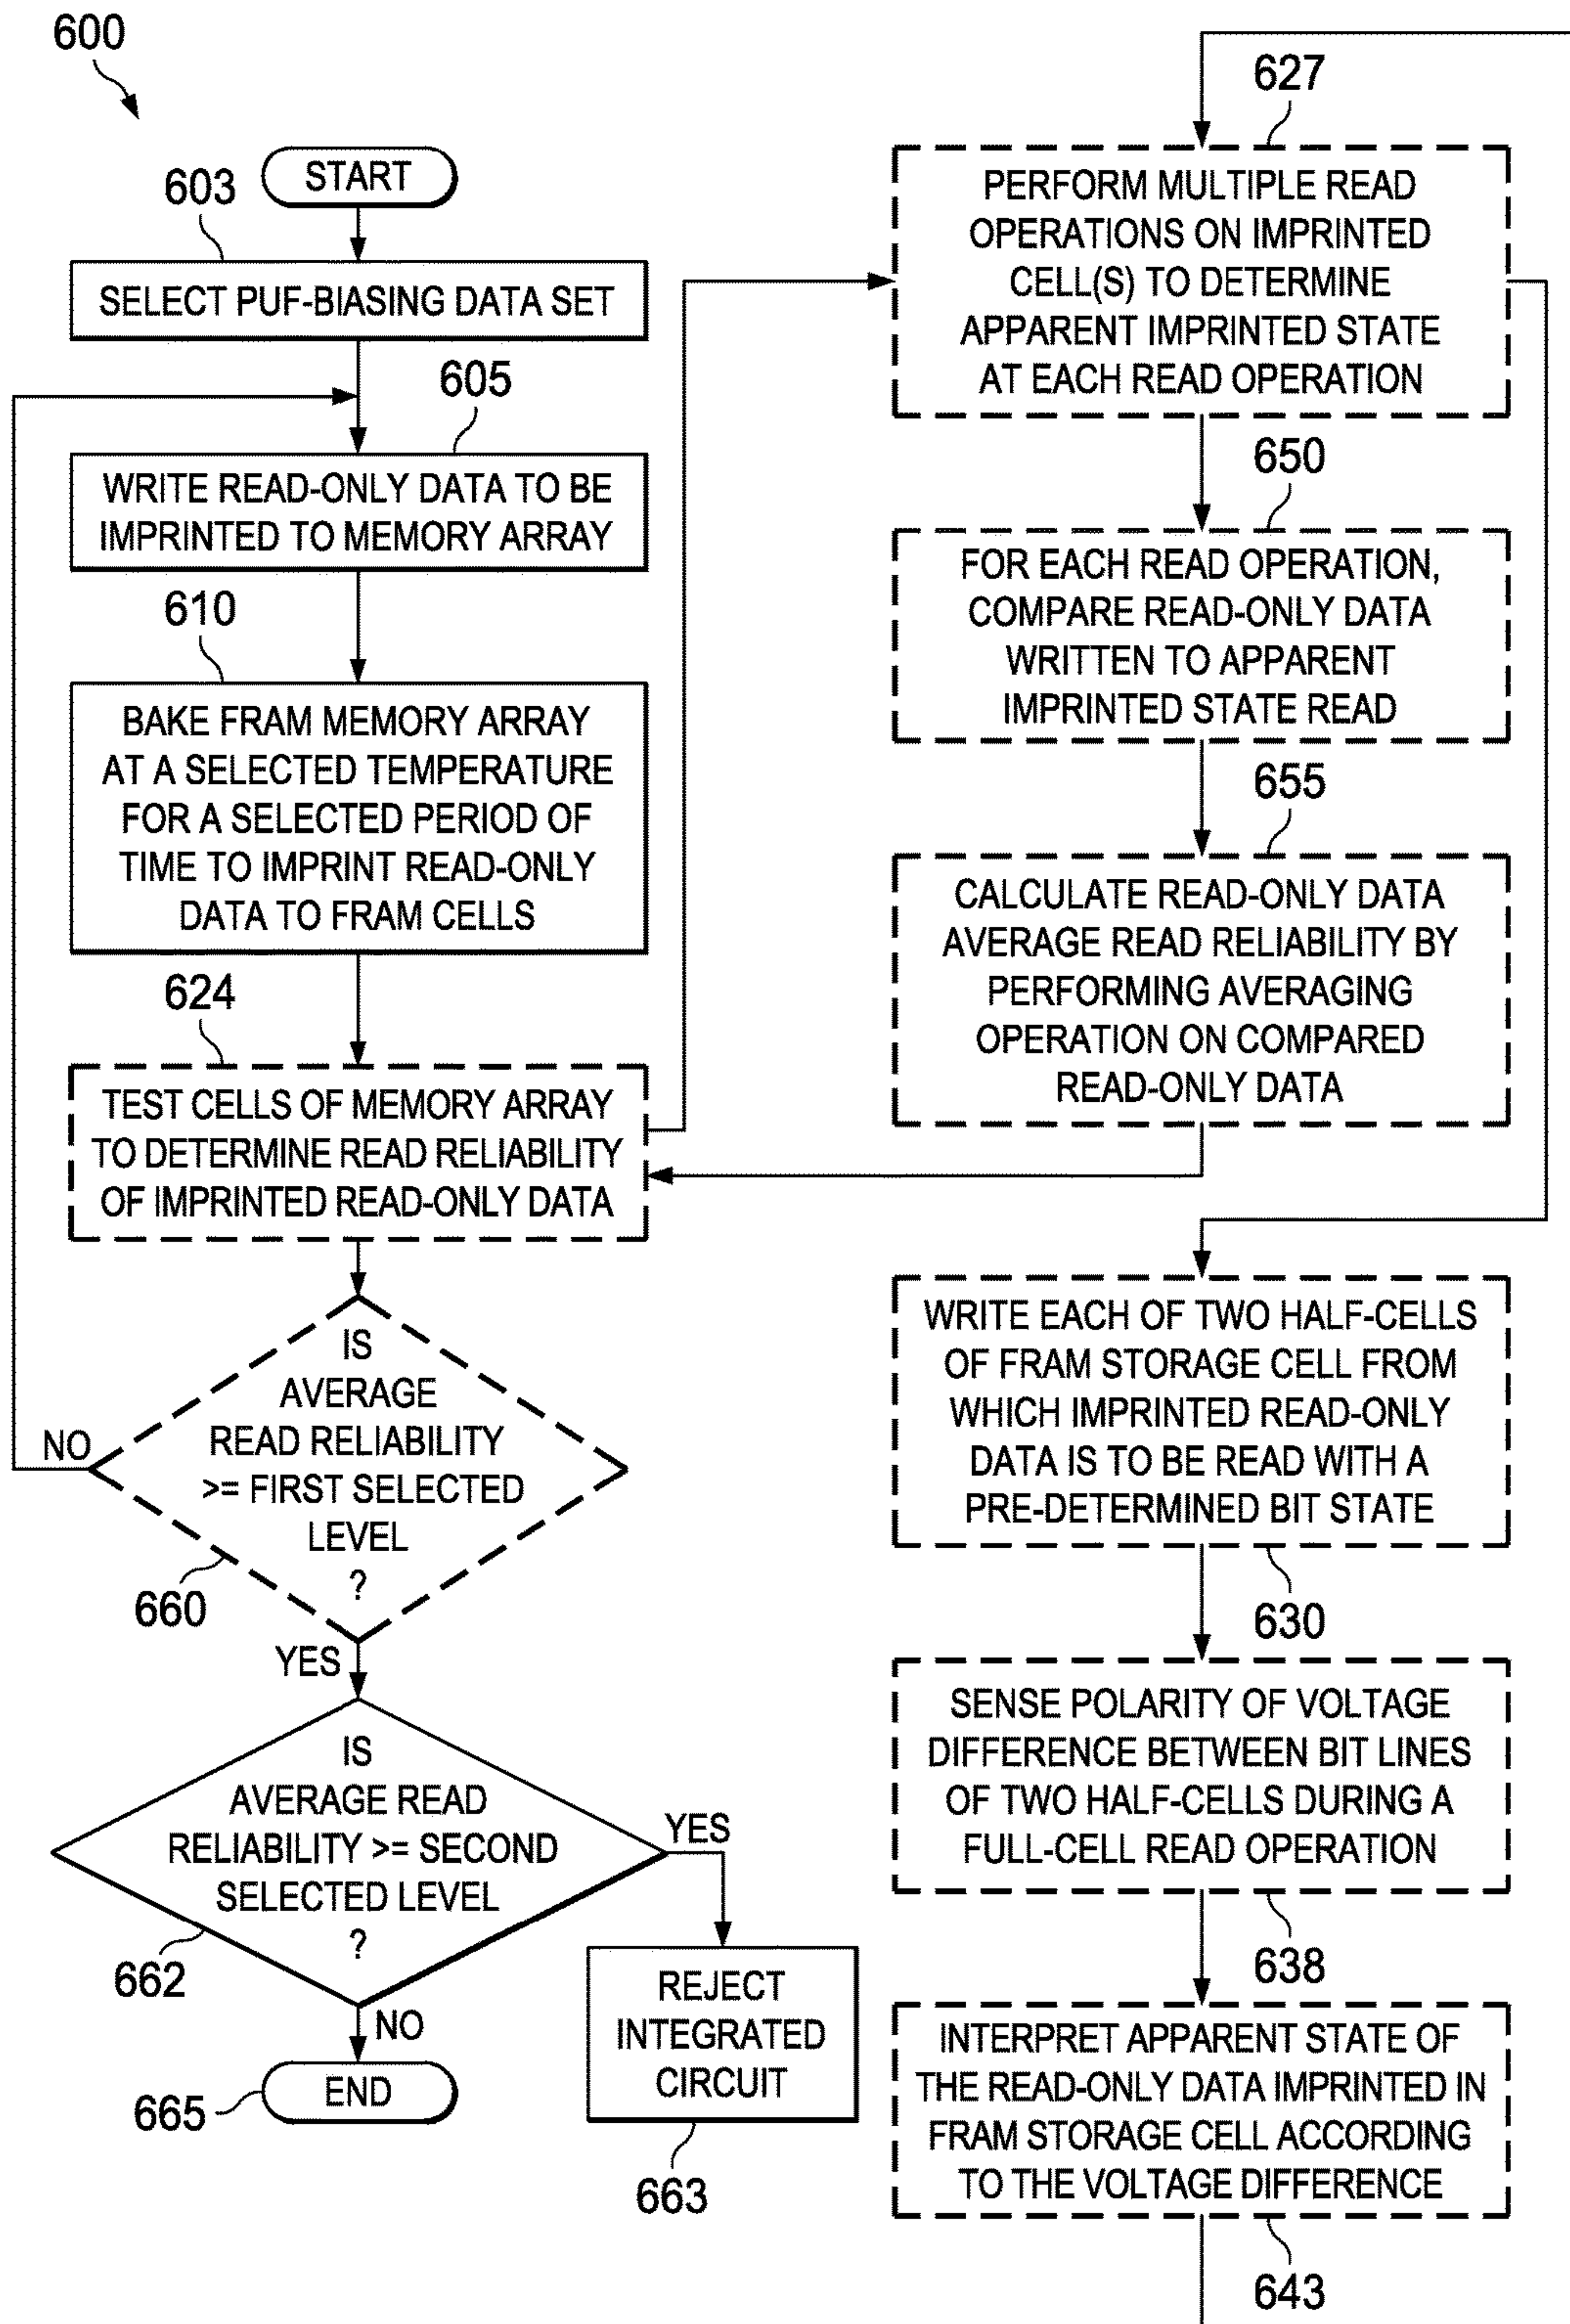 600
START
603
SELECT PUF-BIASING DATA SET
605
WRITE READ-ONLY DATA TO BE
IMPRINTED TO MEMORY ARRAY
610
BAKE FRAM MEMORY ARRAY
AT A SELECTED TEMPERATURE
FOR A SELECTED PERIOD OF
TIME TO IMPRINT READ-ONLY
DATA TO FRAM CELLS
624
TEST CELLS OF MEMORY ARRAY
TO DETERMINE READ RELIABILITY
OF IMPRINTED READ-ONLY DATA
IS
AVERAGE
READ RELIABILITY
>= FIRST SELECTED
LEVEL
?
NO
660
YES
IS
AVERAGE READ
RELIABILITY >= SECOND
SELECTED LEVEL
?
YES
662
NO
END
665
REJECT
INTEGRATED
CIRCUIT
663
627
PERFORM MULTIPLE READ
OPERATIONS ON IMPRINTED
CELL(S) TO DETERMINE
APPARENT IMPRINTED STATE
AT EACH READ OPERATION
650
FOR EACH READ OPERATION,
COMPARE READ-ONLY DATA
WRITTEN TO APPARENT
IMPRINTED STATE READ
655
CALCULATE READ-ONLY DATA
AVERAGE READ RELIABILITY BY
PERFORMING AVERAGING
OPERATION ON COMPARED
READ-ONLY DATA
WRITE EACH OF TWO HALF-CELLS
OF FRAM STORAGE CELL FROM
WHICH IMPRINTED READ-ONLY
DATA IS TO BE READ WITH A
PRE-DETERMINED BIT STATE
630
SENSE POLARITY OF VOLTAGE
DIFFERENCE BETWEEN BIT LINES
OF TWO HALF-CELLS DURING A
FULL-CELL READ OPERATION
638
INTERPRET APPARENT STATE OF
THE READ-ONLY DATA IMPRINTED IN
FRAM STORAGE CELL ACCORDING
TO THE VOLTAGE DIFFERENCE
643